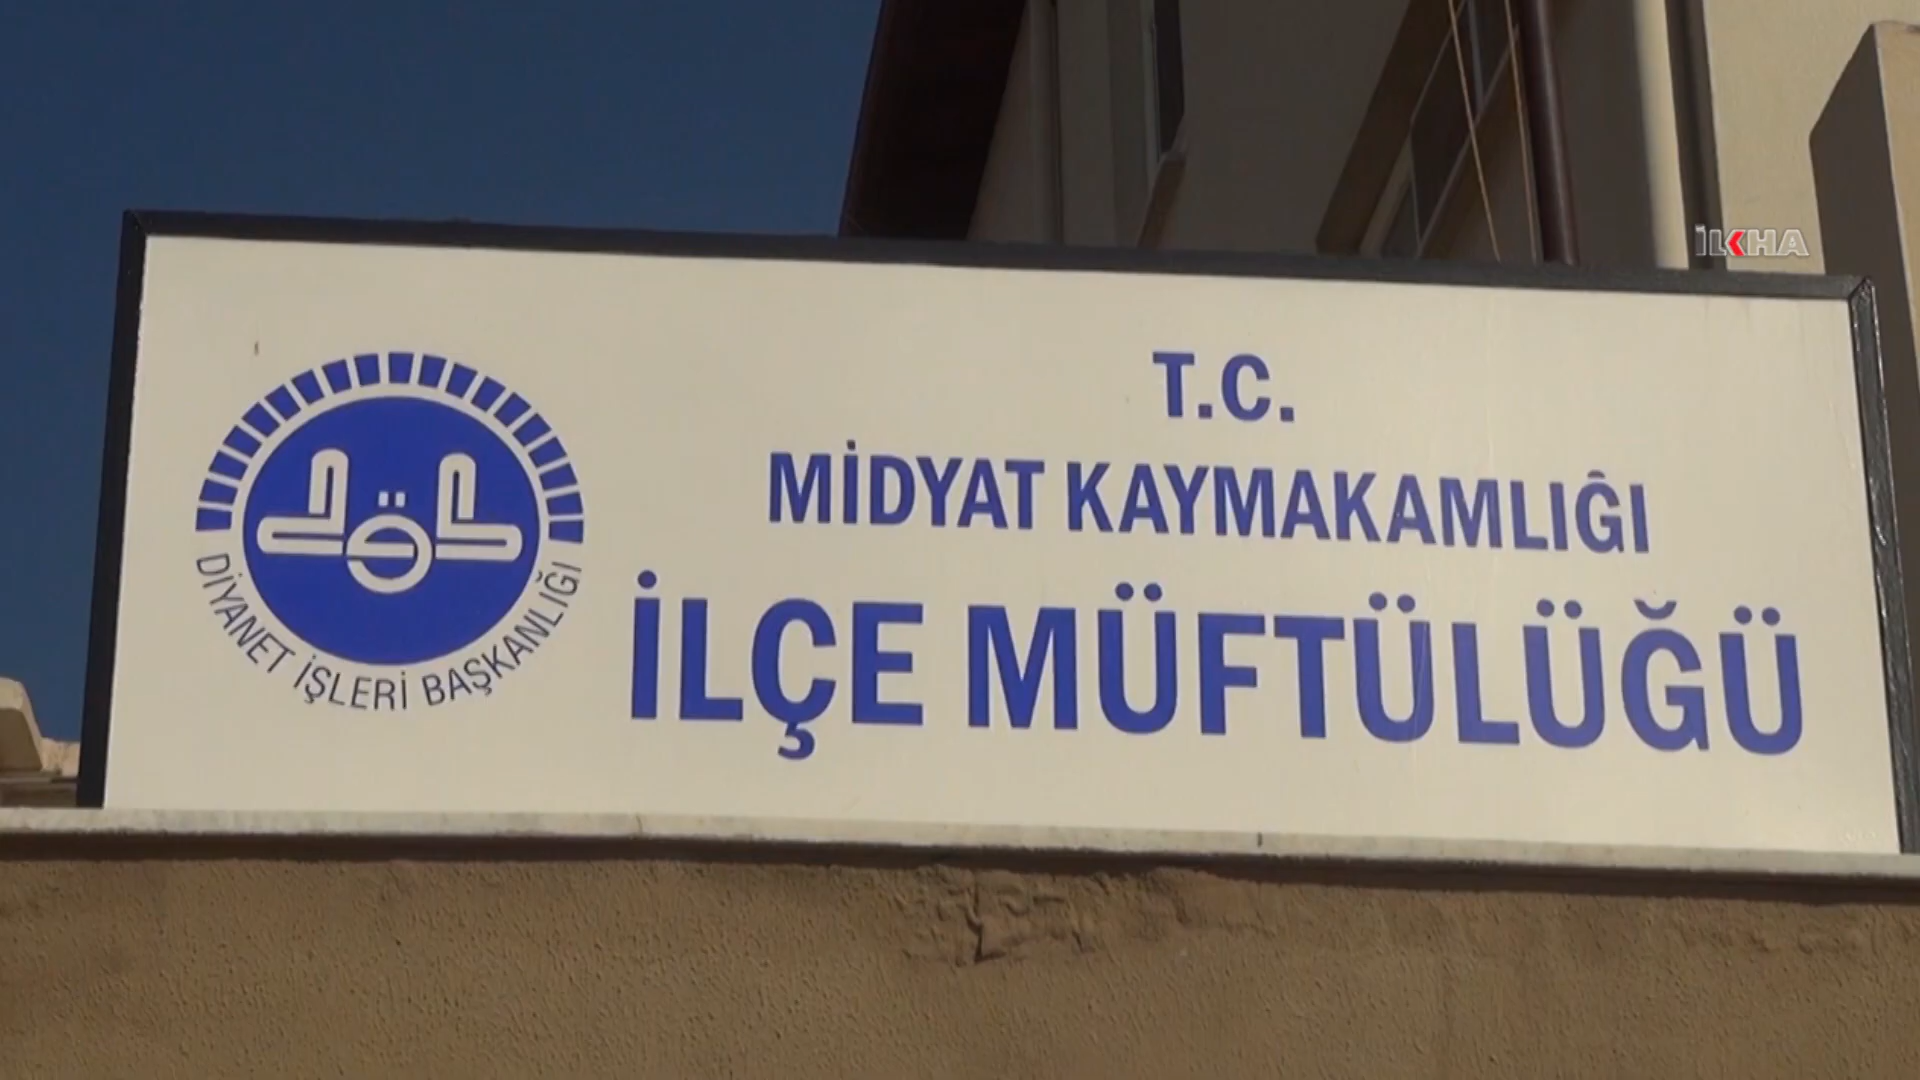 İLKHA
T.C.
MİDYAT KAYMAKAMLIĞI
İLÇE MÜFTÜLÜĞÜ
DİYANET İŞLERİ BAŞKANLIĞI